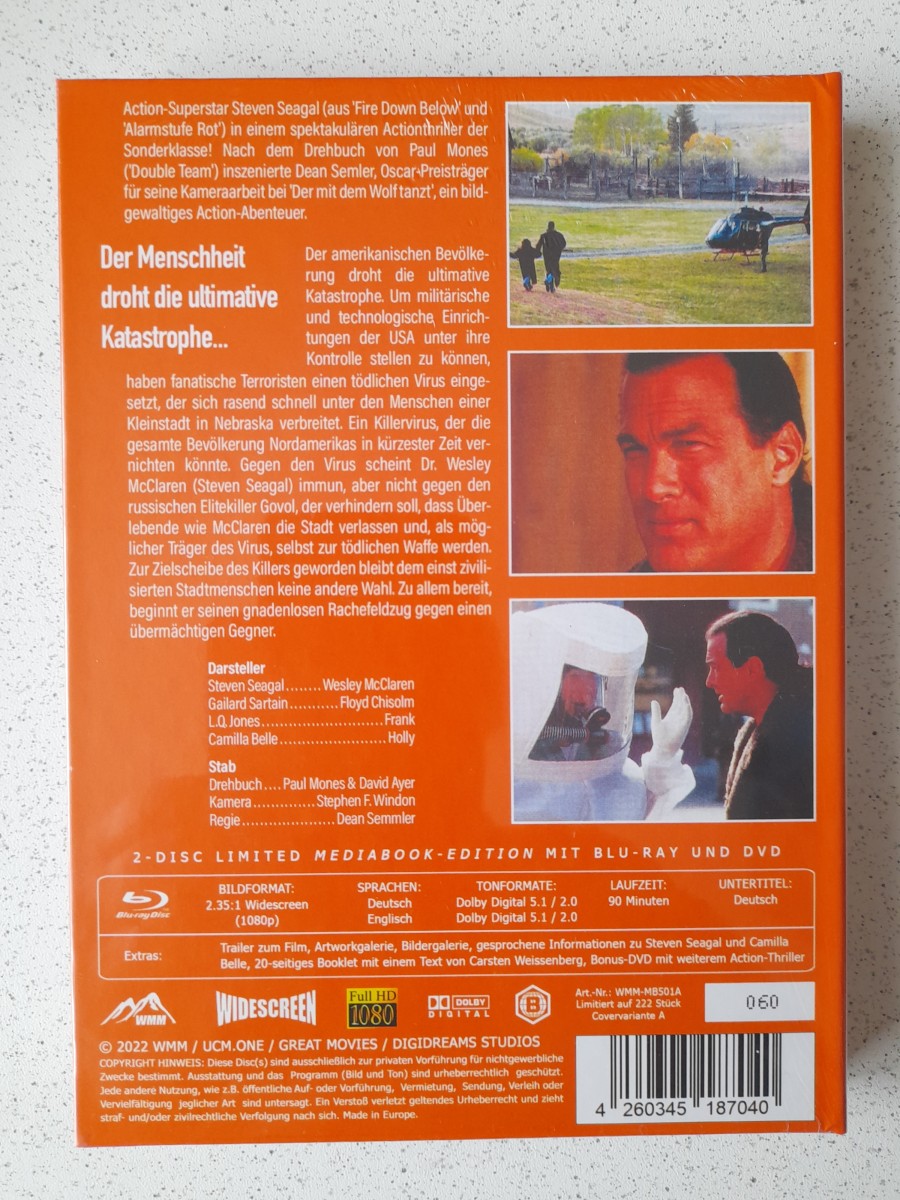 Action-Superstar Steven Seagal (aus 'Fire Down Below' und
'Alarmstufe Rot') in einem spektakulären Actionthriller der
Sonderklasse! Nach dem Drehbuch von Paul Mones
('Double Team') inszenierte Dean Semler, Oscar-Preisträger
für seine Kameraarbeit bei 'Der mit dem Wolf tanzt', ein bild-
gewaltiges Action-Abenteuer.
Der Menschheit
droht die ultimative
Katastrophe...
Der amerikanischen Bevölke-
rung droht die ultimative
Katastrophe. Um militärische
und technologische Einrich-
tungen der USA unter ihre
Kontrolle stellen zu können,
haben fanatische Terroristen einen tödlichen Virus einge-
setzt, der sich rasend schnell unter den Menschen einer
Kleinstadt in Nebraska verbreitet. Ein Killervirus, der die
gesamte Bevölkerung Nordamerikas in kürzester Zeit ver-
nichten könnte. Gegen den Virus scheint Dr. Wesley
McClaren (Steven Seagal) immun, aber nicht gegen den
russischen Elitekiller Govol, der verhindern soll, dass Über-
lebende wie McClaren die Stadt verlassen und, als mög-
licher Träger des Virus, selbst zur tödlichen Waffe werden.
Zur Zielscheibe des Killers geworden bleibt dem einst zivili-
sierten Stadtmenschen keine andere Wahl. Zu allem bereit,
beginnt er seinen gnadenlosen Rachefeldzug gegen einen
übermächtigen Gegner.
Darsteller
Steven Seagal........Wesley McClaren
Gailard Sartain...........Floyd Chisolm
L.Q. Jones...........................Frank
Camilla Belle........................Holly
Stab
Drehbuch....Paul Mones & David Ayer
Kamera..............Stephen F. Windon
Regie.....................Dean Semmler
2-DISC LIMITED MEDIABOOK-EDITION MIT BLU-RAY UND DVD
Blu-ray Disc
BILDFORMAT: SPRACHEN: TONFORMATE: LAUFZEIT: UNTERTITEL:
2.35:1 Widescreen Deutsch Dolby Digital 5.1 / 2.0 90 Minuten Deutsch
(1080p) Englisch Dolby Digital 5.1 / 2.0
Extras: Trailer zum Film, Artworkgalerie, Bildergalerie, gesprochene Informationen zu Steven Seagal und Camilla
Belle, 20-seitiges Booklet mit einem Text von Carsten Weissenberg, Bonus-DVD mit weiterem Action-Thriller
WMM
WIDESCREEN
Full HD
1080
DOLBY
DIGITAL
B
Art.-Nr.: WMM-MB501A
Limitiert auf 222 Stück
Covervariante A
060
© 2022 WMM / UCM.ONE / GREAT MOVIES / DIGIDREAMS STUDIOS
COPYRIGHT HINWEIS: Diese Disc(s) sind ausschließlich zur privaten Vorführung für nichtgewerbliche
Zwecke bestimmt. Ausstattung und das Programm (Bild und Ton) sind urheberrechtlich geschützt.
Jede andere Nutzung, wie z.B. öffentliche Auf- oder Vorführung, Vermietung, Sendung, Verleih oder
Vervielfältigung jeglicher Art sind untersagt. Ein Verstoß verletzt geltendes Urheberrecht und zieht
straf- und/oder zivilrechtliche Verfolgung nach sich. Made in Europe.
4 260345 187040